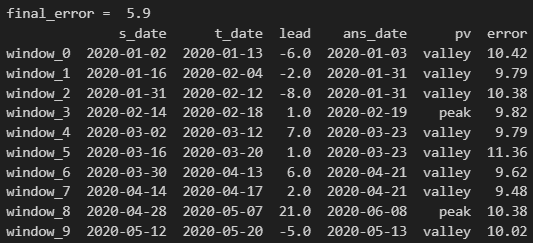 final_error =  5.9
s_date t_date lead ans_date pv error
window_0 2020-01-02 2020-01-13 -6.0 2020-01-03 valley 10.42
window_1 2020-01-16 2020-02-04 -2.0 2020-01-31 valley 9.79
window_2 2020-01-31 2020-02-12 -8.0 2020-01-31 valley 10.38
window_3 2020-02-14 2020-02-18 1.0 2020-02-19 peak 9.82
window_4 2020-03-02 2020-03-12 7.0 2020-03-23 valley 9.79
window_5 2020-03-16 2020-03-20 1.0 2020-03-23 valley 11.36
window_6 2020-03-30 2020-04-13 6.0 2020-04-21 valley 9.62
window_7 2020-04-14 2020-04-17 2.0 2020-04-21 valley 9.48
window_8 2020-04-28 2020-05-07 21.0 2020-06-08 peak 10.38
window_9 2020-05-12 2020-05-20 -5.0 2020-05-13 valley 10.02